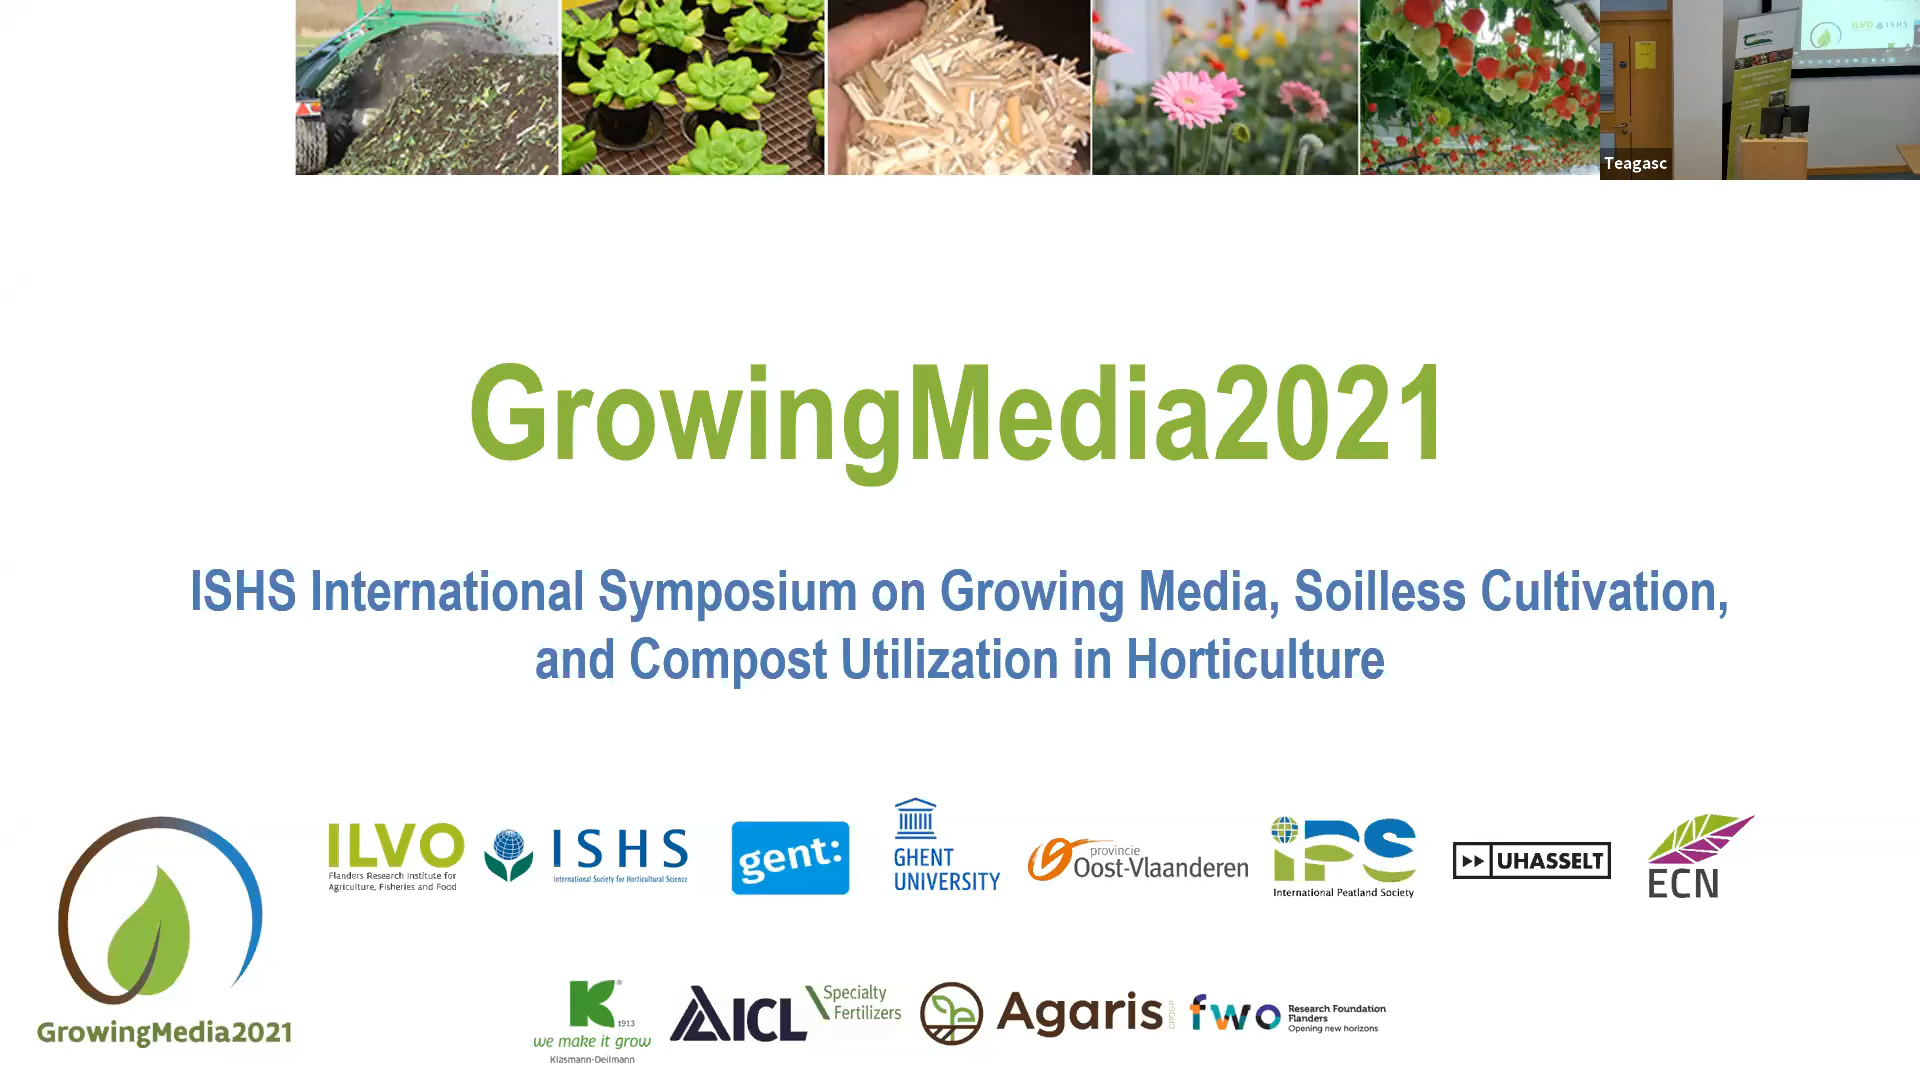 ILVO ISHS
Teagasc
GrowingMedia2021
ISHS International Symposium on Growing Media, Soilless Cultivation,
and Compost Utilization in Horticulture
ILVO
Flanders Research Institute for
Agriculture, Fisheries and Food
ISHS
International Society for Horticultural Science
gent:
GHENT
UNIVERSITY
provincie
Oost-Vlaanderen
iPS
International Peatland Society
UHASSELT
ECN
GrowingMedia2021
K®
1913
we make it grow
Klasmann-Deilmann
ICL
Specialty
Fertilizers
Agaris
GROUP
fwo
Research Foundation
Flanders
Opening new horizons